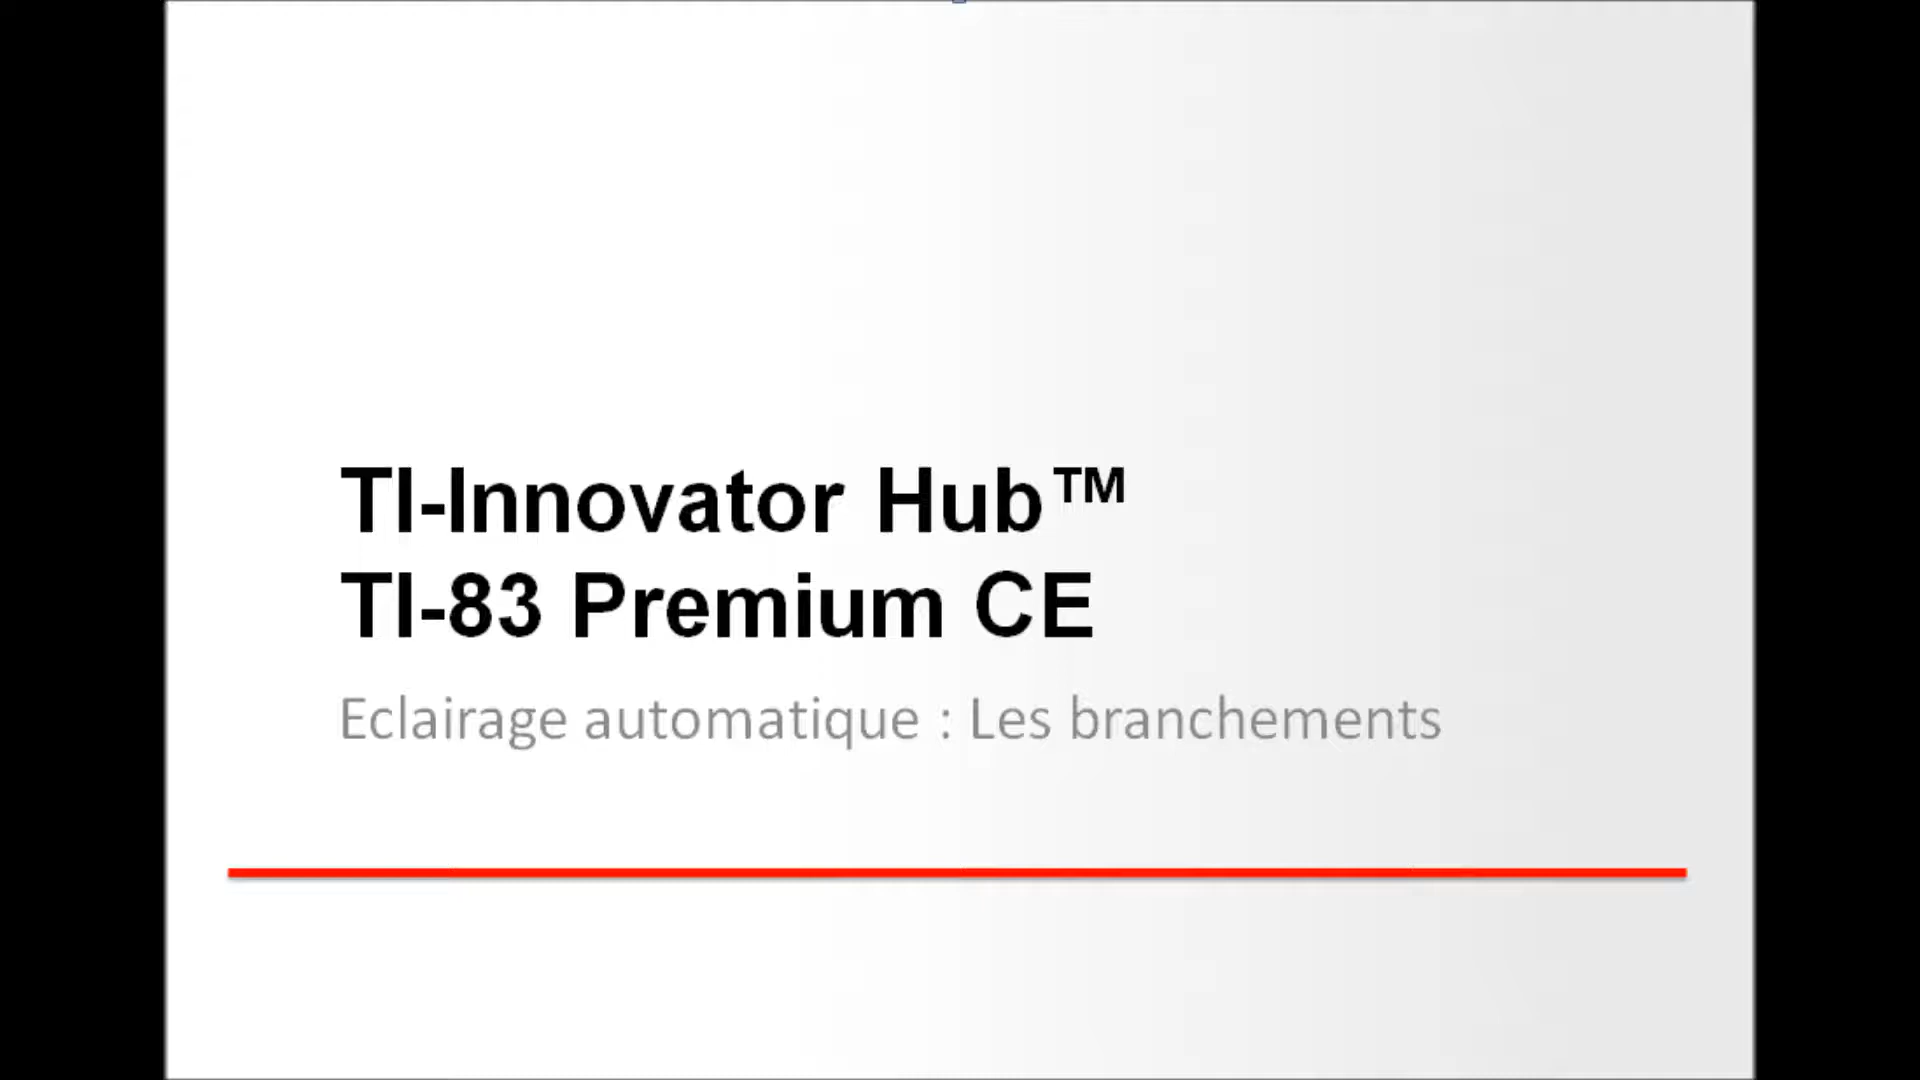 TI-Innovator Hub™
TI-83 Premium CE
Eclairage automatique : Les branchements